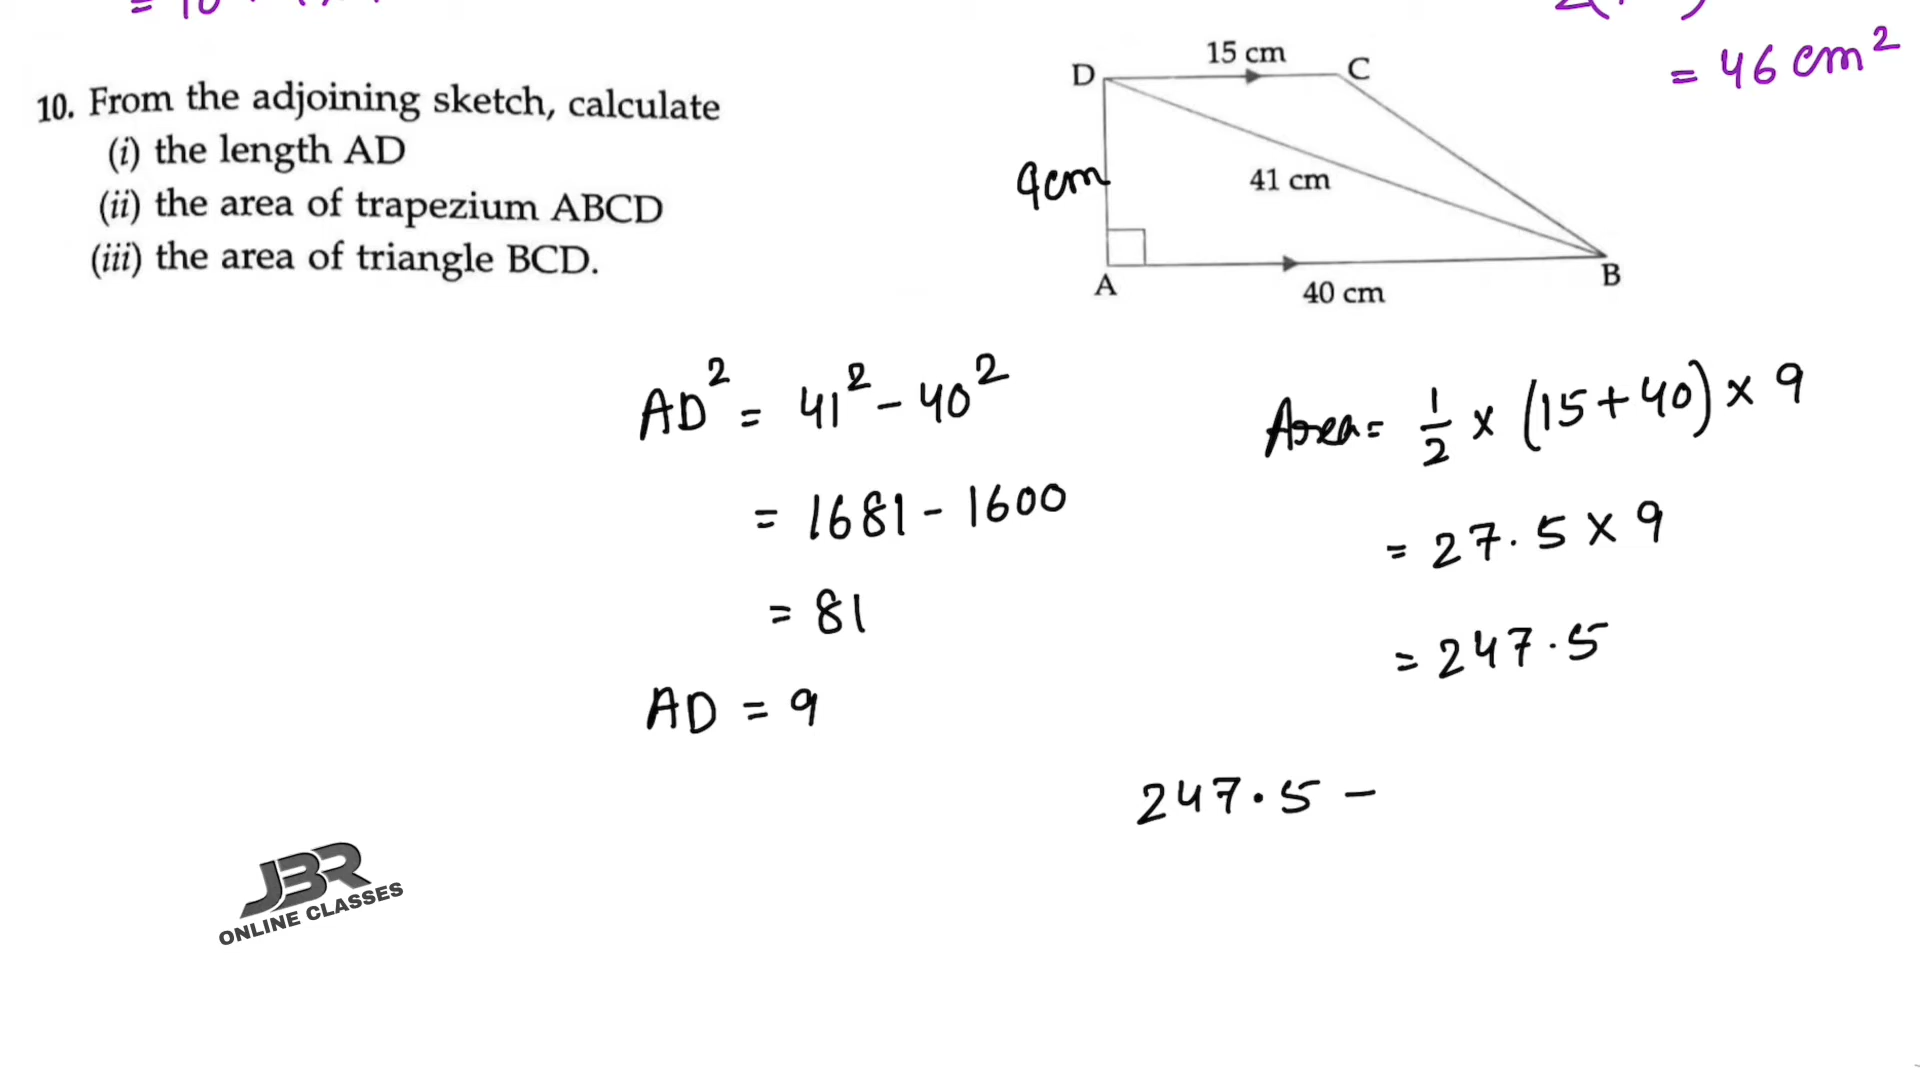 = 46 cm²
10. From the adjoining sketch, calculate
(i) the length AD
(ii) the area of trapezium ABCD
(iii) the area of triangle BCD.
15 cm
D
C
9cm
41 cm
A
40 cm
B
AD² = 41² - 40²
= 1681 - 1600
= 81
AD = 9
Area = 1/2 × (15+40) × 9
= 27.5 × 9
= 247.5
247.5 -
JBR
ONLINE CLASSES